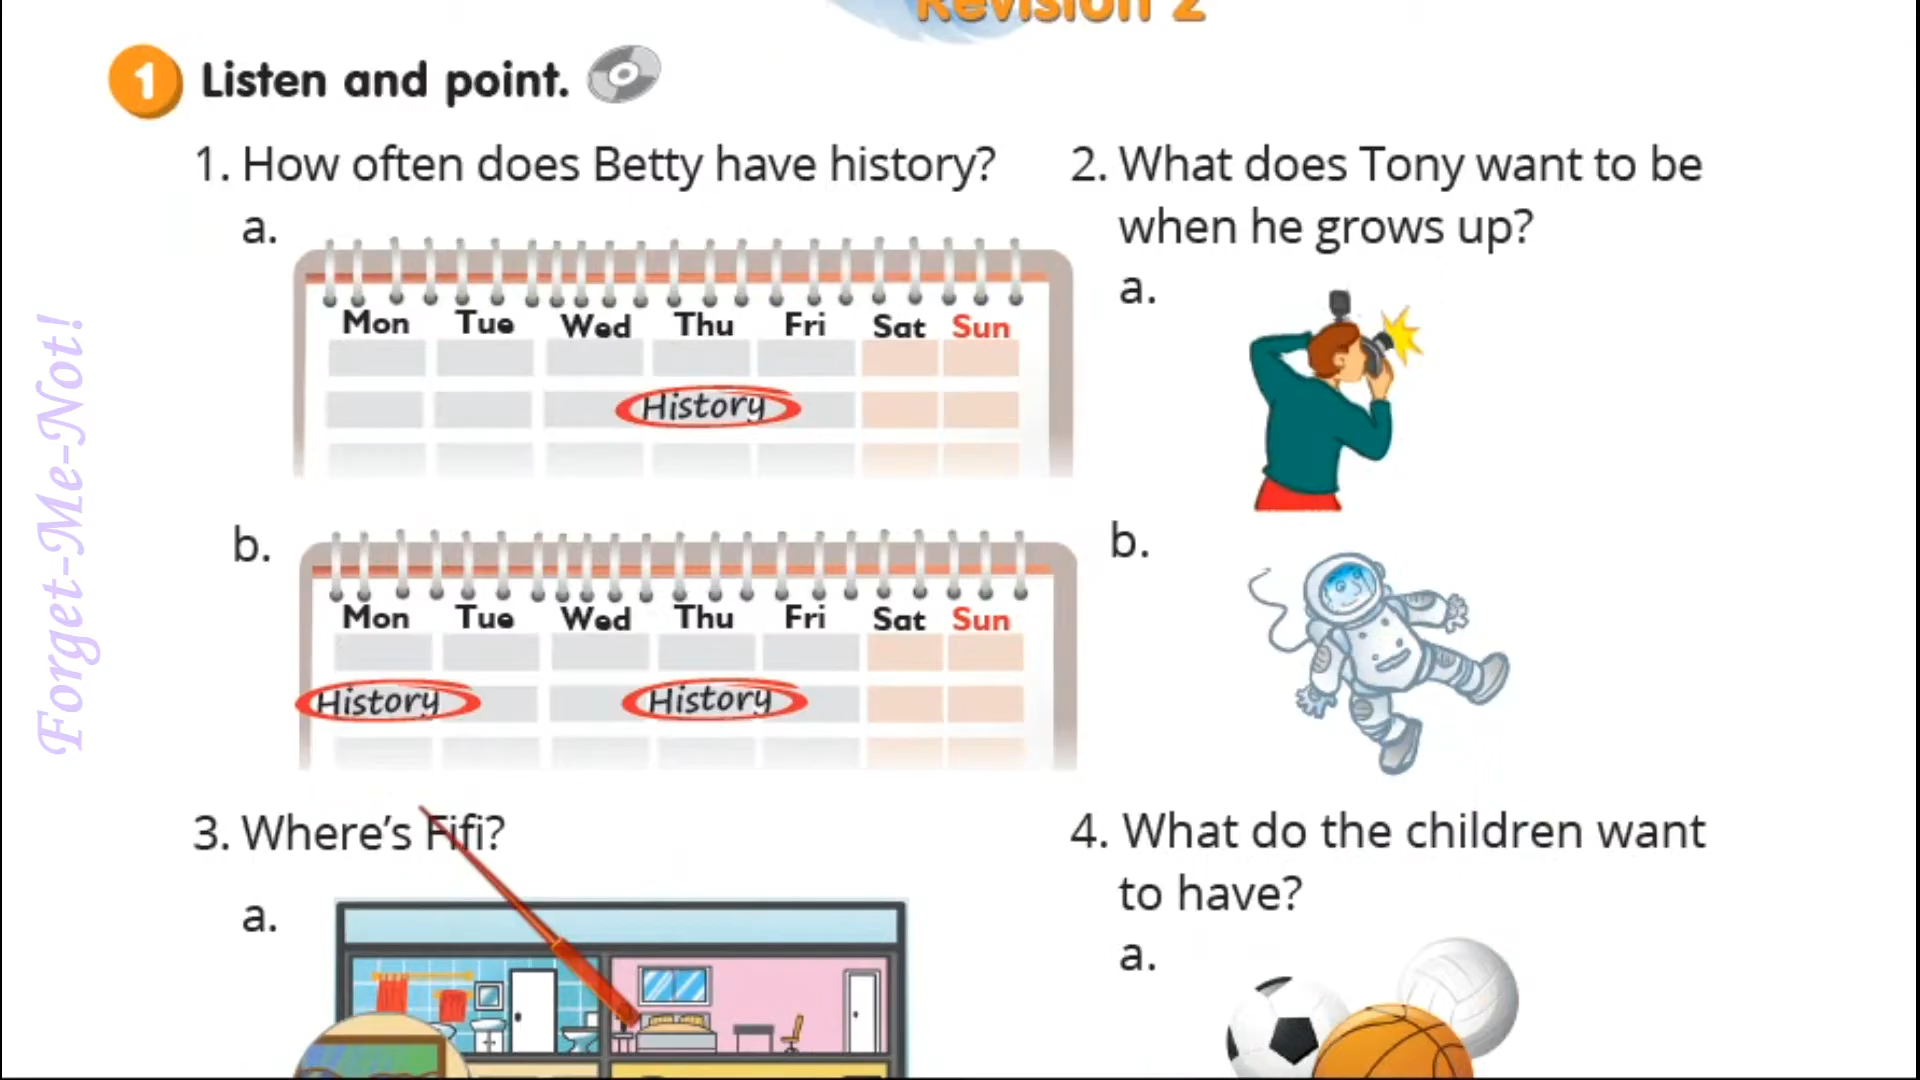 Revision 2
1 Listen and point.
1. How often does Betty have history?
a.
Mon Tue Wed Thu Fri Sat Sun
History
b.
Mon Tue Wed Thu Fri Sat Sun
History History
2. What does Tony want to be
when he grows up?
a.
b.
3. Where's Fifi?
a.
4. What do the children want
to have?
a.
Forget-Me-Not!